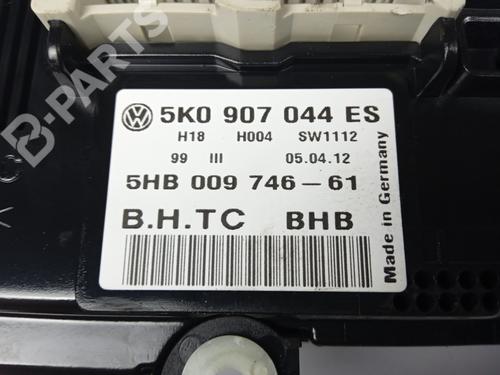 B-PARTS
5K0 907 044 ES
H18 H004 SW1112
99 III 05.04.12
5HB 009 746-61
B.H.TC BHB
Made in Germany